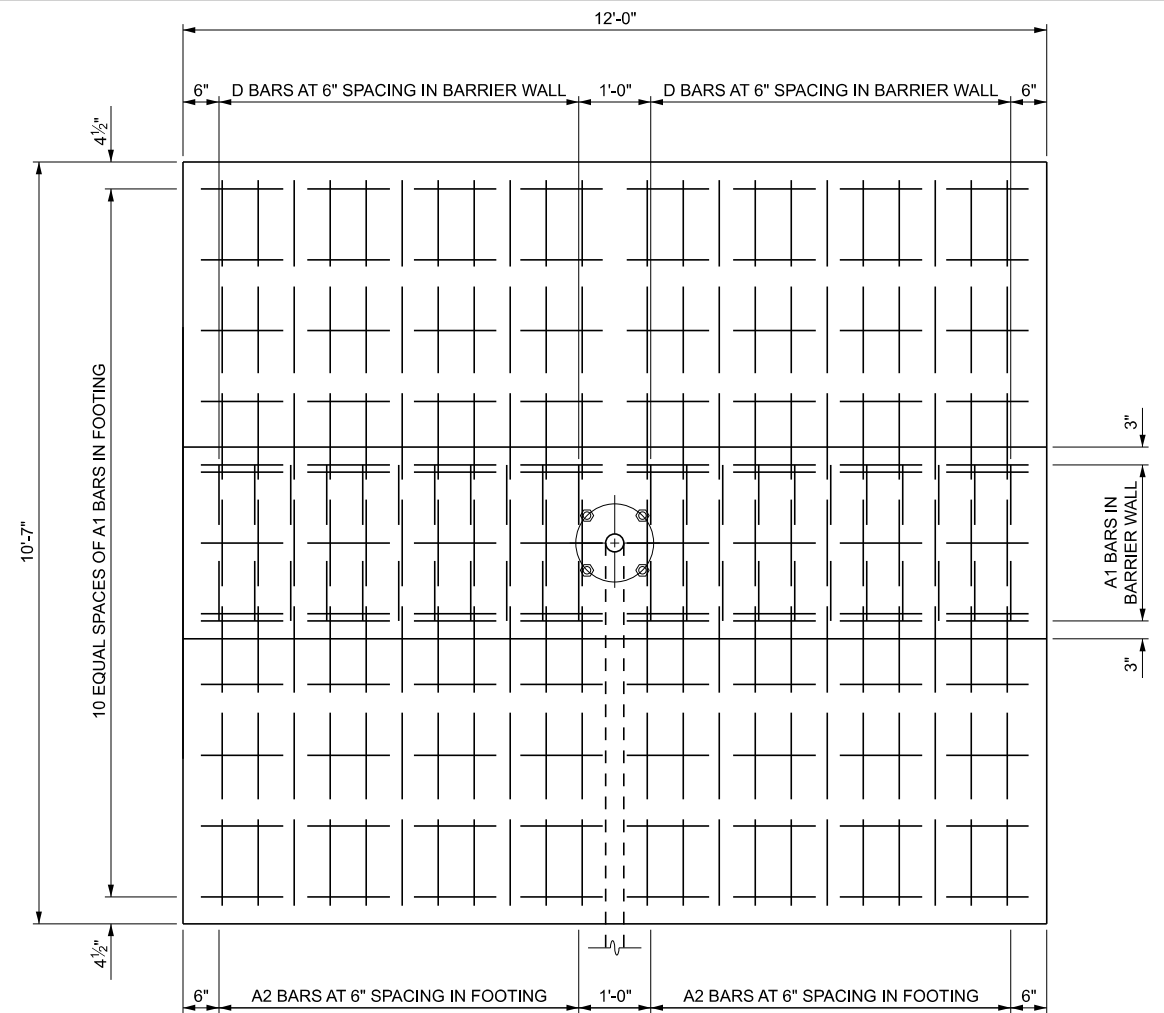 12'-0"
6"
D BARS AT 6" SPACING IN BARRIER WALL
1'-0"
D BARS AT 6" SPACING IN BARRIER WALL
6"
4½"
10 EQUAL SPACES OF A1 BARS IN FOOTING
10'-7"
3"
A1 BARS IN
BARRIER WALL
3"
4½"
6"
A2 BARS AT 6" SPACING IN FOOTING
1'-0"
A2 BARS AT 6" SPACING IN FOOTING
6"